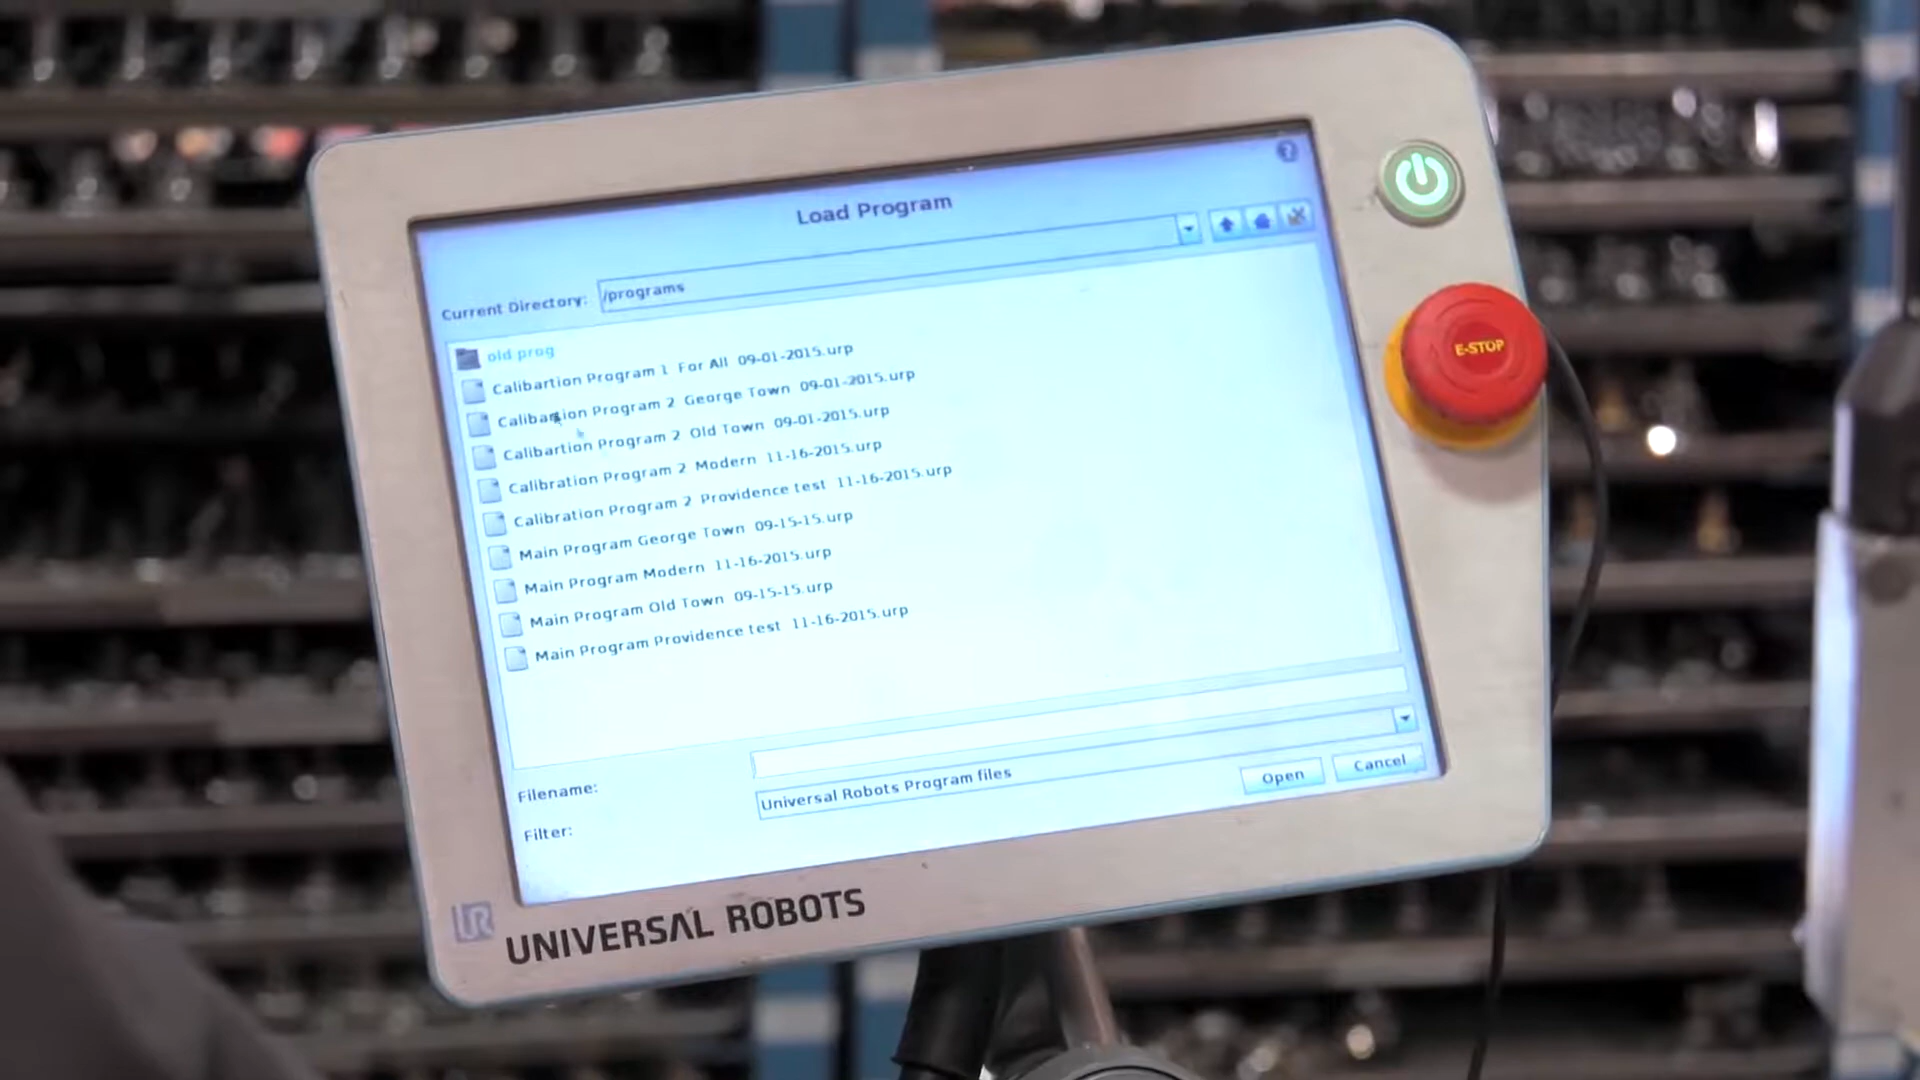 Load Program
Current Directory: /programs
old prog
Calibartion Program 1 For All 09-01-2015.urp
Calibartion Program 2 George Town 09-01-2015.urp
Calibartion Program 2 Old Town 09-01-2015.urp
Calibration Program 2 Modern 11-16-2015.urp
Calibration Program 2 Providence test 11-16-2015.urp
Main Program George Town 09-15-15.urp
Main Program Modern 11-16-2015.urp
Main Program Old Town 09-15-15.urp
Main Program Providence test 11-16-2015.urp
Filename:
Filter: Universal Robots Program files
Open Cancel
E-STOP
UR UNIVERSAL ROBOTS